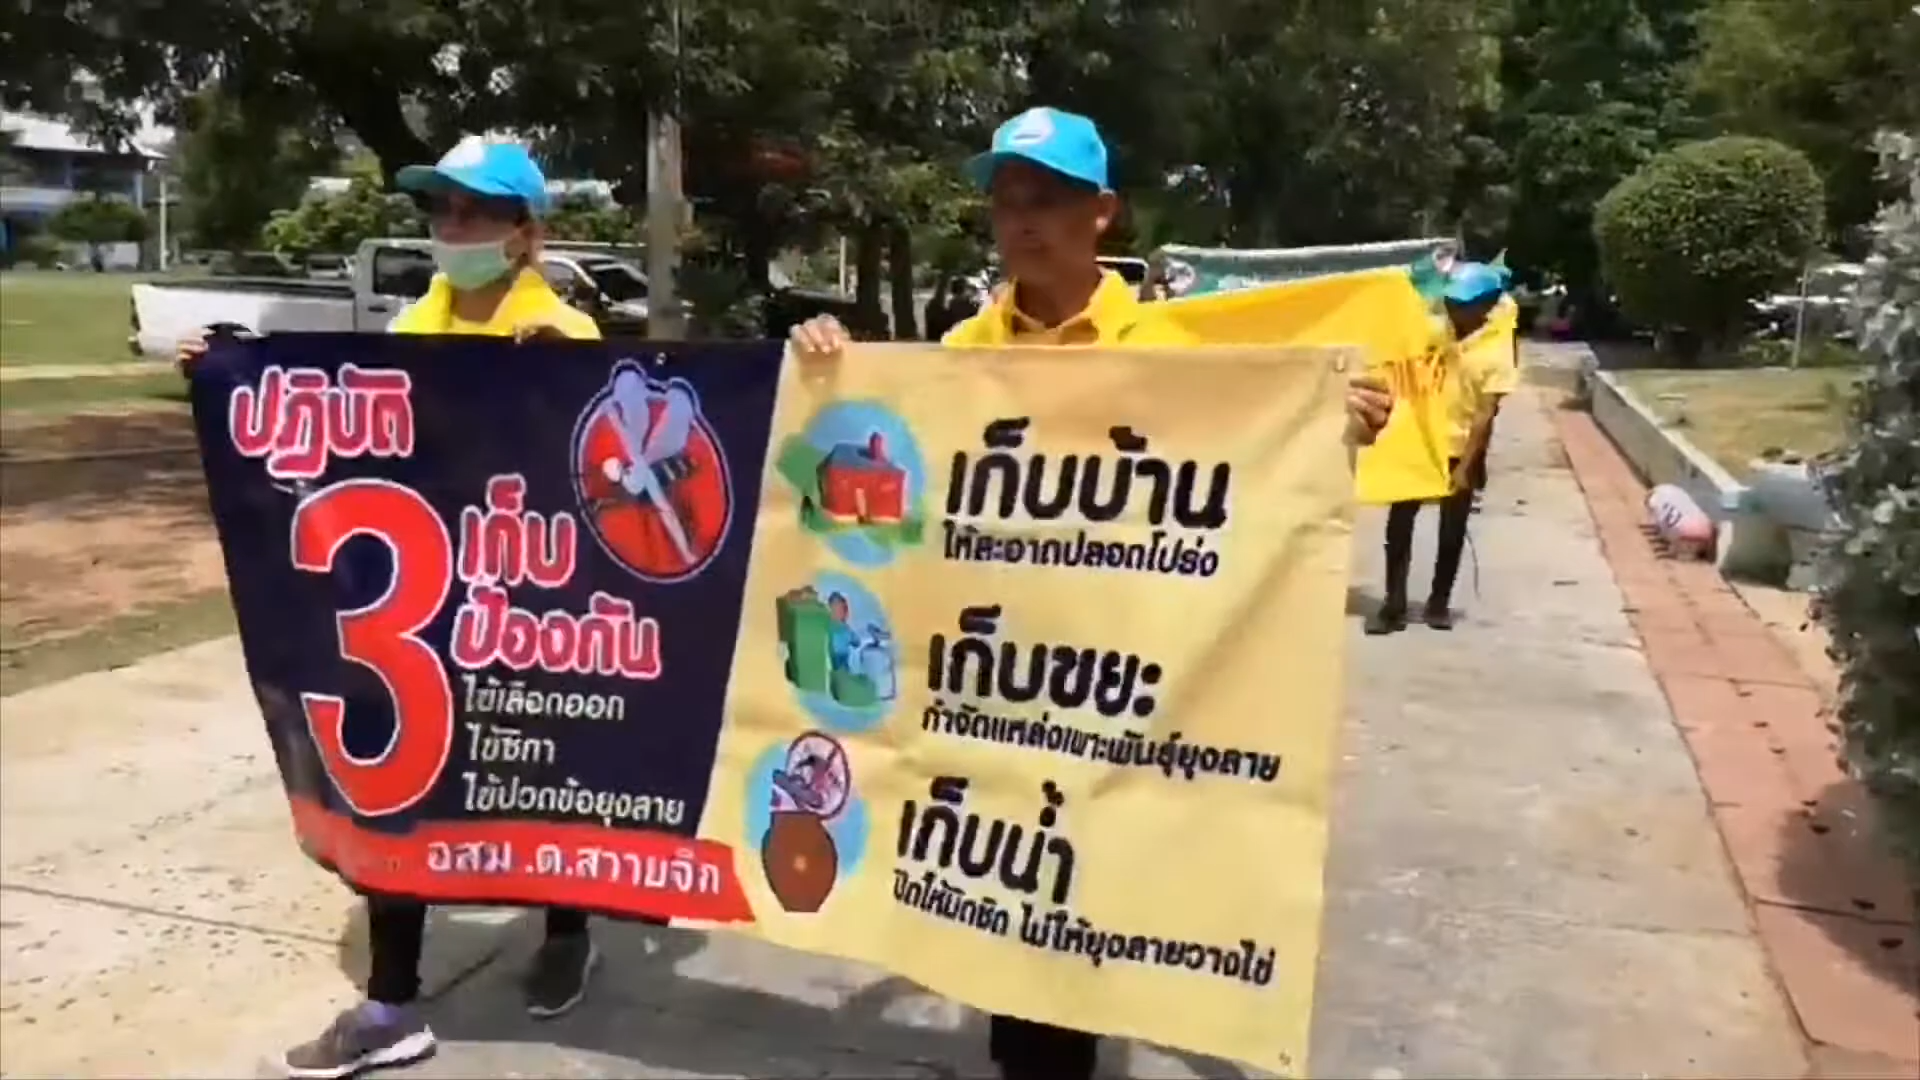 ปฏิบัติ
3
เก็บ
ป้องกัน
ไข้เลือดออก
ไข้ซิกา
ไข้ปวดข้อยุงลาย
อสม .ต.สวายจีก
เก็บบ้าน
ให้สะอาดปลอดโปร่ง
เก็บขยะ
กำจัดแหล่งเพาะพันธุ์ยุงลาย
เก็บน้ำ
ปิดให้มิดชิด ไม่ให้ยุงลายวางไข่